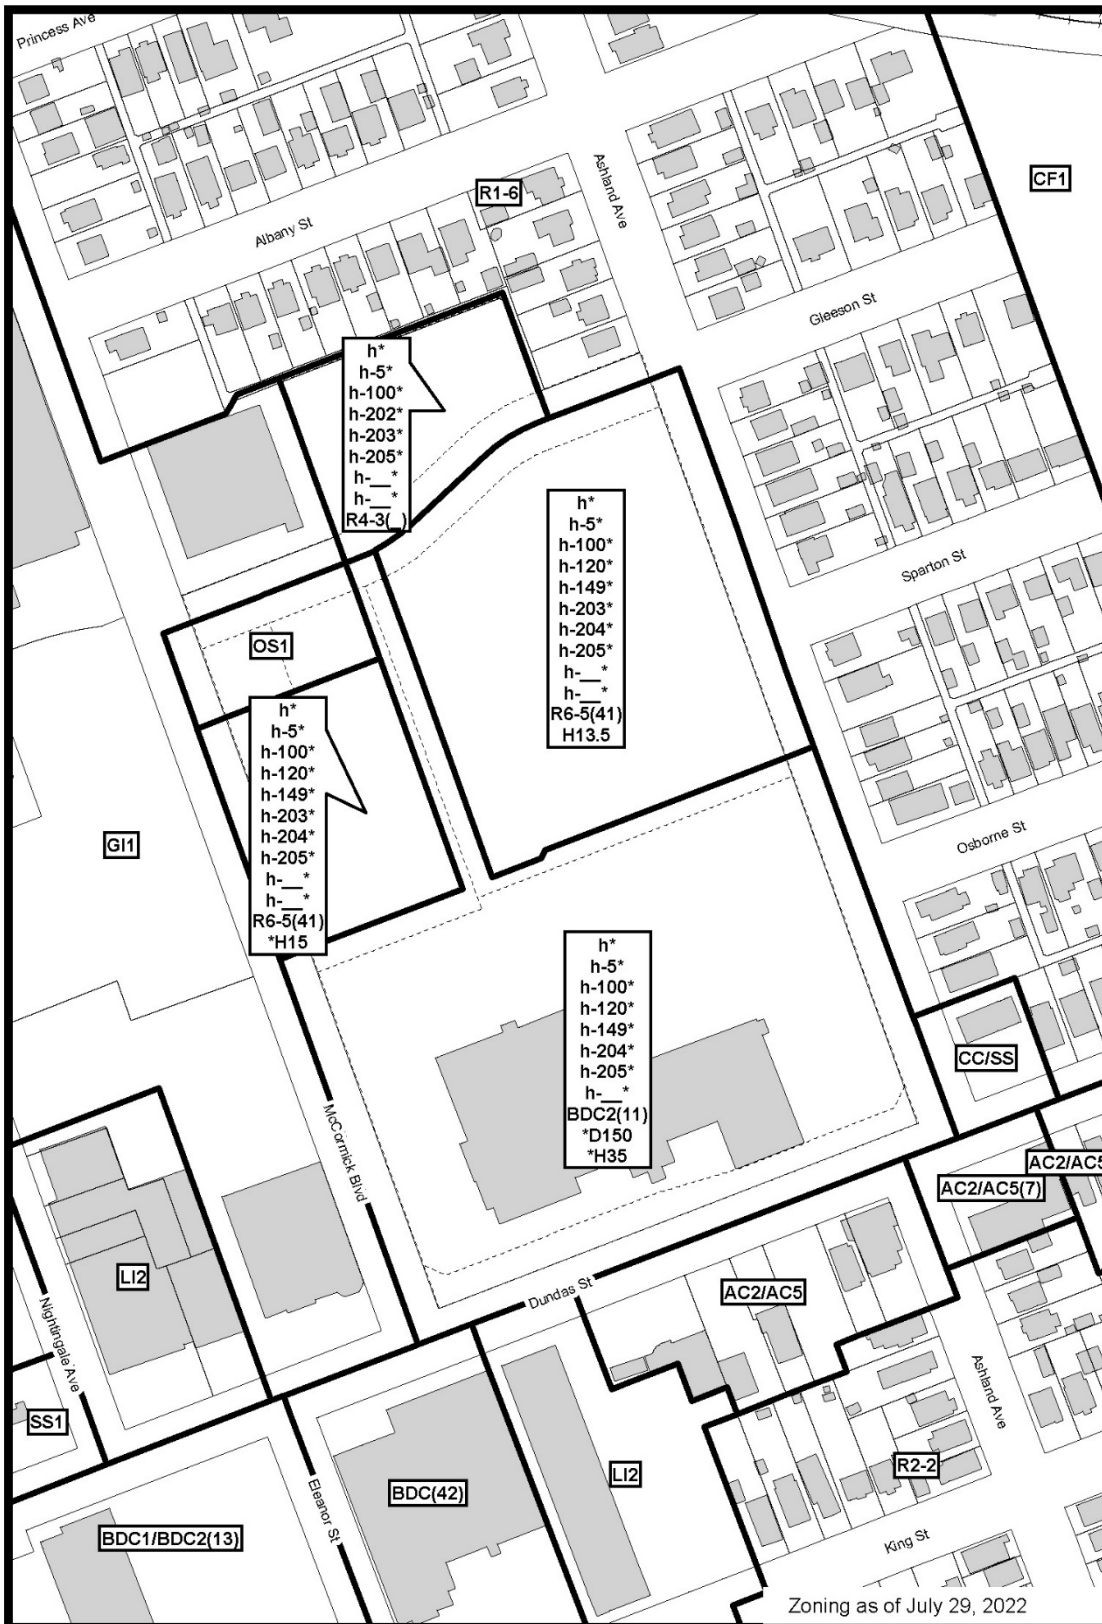 Princess Ave
CF1
R1-6
Ashland Ave
Albany St
Gleeson St
h*
h-5*
h-100*
h-202*
h-203*
h-205*
h-__*
h-__*
R4-3(_)
h*
h-5*
h-100*
h-120*
h-149*
h-203*
h-204*
h-205*
h-__*
h-__*
R6-5(41)
H13.5
Sparton St
OS1
h*
h-5*
h-100*
h-120*
h-149*
h-203*
h-204*
h-205*
h-__*
h-__*
R6-5(41)
*H15
GI1
Osborne St
h*
h-5*
h-100*
h-120*
h-149*
h-204*
h-205*
h-__*
BDC2(11)
*D150
*H35
CC/SS
McCormick Blvd
AC2/AC5
AC2/AC5(7)
LI2
Dundas St
AC2/AC5
Nightingale Ave
Ashland Ave
SS1
R2-2
LI2
BDC(42)
Eleanor St
BDC1/BDC2(13)
King St
Zoning as of July 29, 2022